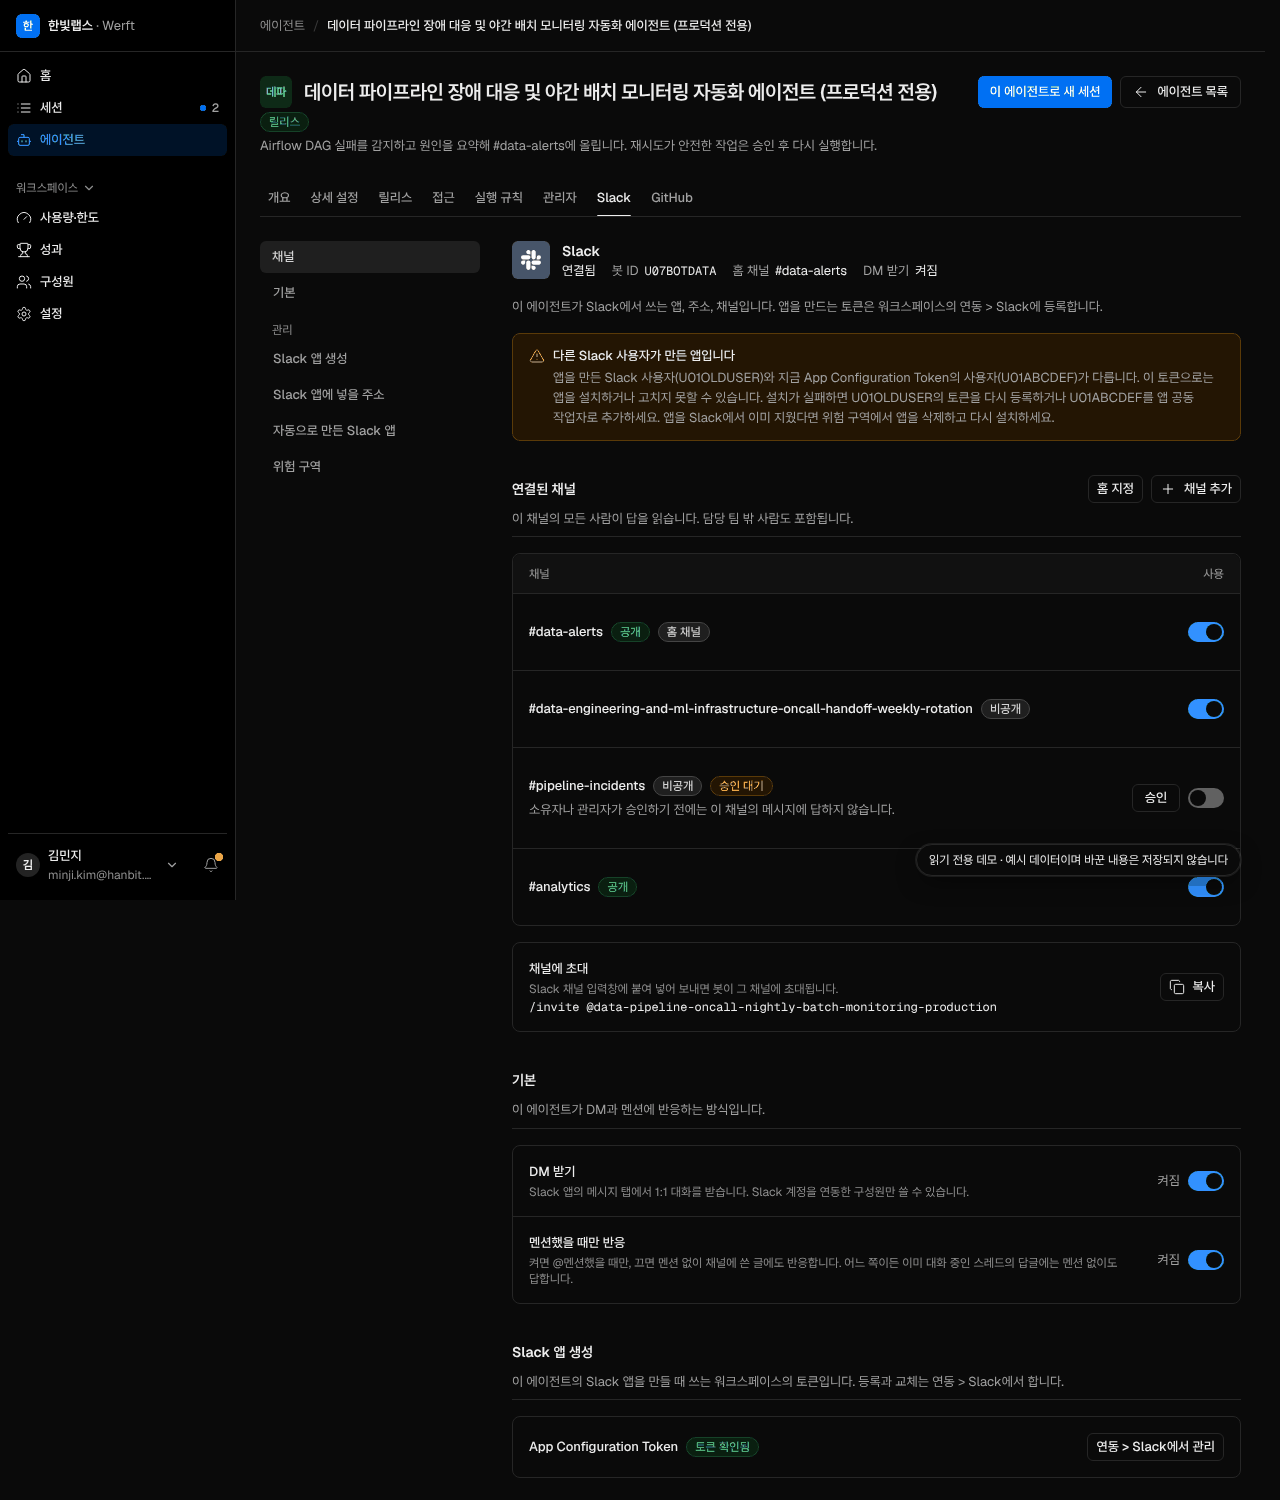 한 한빛랩스 · Werft
홈
세션 2
에이전트
워크스페이스
사용량·한도
성과
구성원
설정
김 김민지
minji.kim@hanbit....
에이전트 / 데이터 파이프라인 장애 대응 및 야간 배치 모니터링 자동화 에이전트 (프로덕션 전용)
데파 데이터 파이프라인 장애 대응 및 야간 배치 모니터링 자동화 에이전트 (프로덕션 전용)
릴리스
이 에이전트로 새 세션
에이전트 목록
Airflow DAG 실패를 감지하고 원인을 요약해 #data-alerts에 올립니다. 재시도가 안전한 작업은 승인 후 다시 실행합니다.
개요 상세 설정 릴리스 접근 실행 규칙 관리자 Slack GitHub
채널
기본
관리
Slack 앱 생성
Slack 앱에 넣을 주소
자동으로 만든 Slack 앱
위험 구역
Slack
연결됨 봇 ID U07BOTDATA 홈 채널 #data-alerts DM 받기 켜짐
이 에이전트가 Slack에서 쓰는 앱, 주소, 채널입니다. 앱을 만드는 토큰은 워크스페이스의 연동 > Slack에 등록합니다.
다른 Slack 사용자가 만든 앱입니다
앱을 만든 Slack 사용자(U01OLDUSER)와 지금 App Configuration Token의 사용자(U01ABCDEF)가 다릅니다. 이 토큰으로는
앱을 설치하거나 고치지 못할 수 있습니다. 설치가 실패하면 U01OLDUSER의 토큰을 다시 등록하거나 U01ABCDEF를 앱 공동
작업자로 추가하세요. 앱을 Slack에서 이미 지웠다면 위험 구역에서 앱을 삭제하고 다시 설치하세요.
연결된 채널
홈 지정
채널 추가
이 채널의 모든 사람이 답을 읽습니다. 담당 팀 밖 사람도 포함됩니다.
채널 사용
#data-alerts 공개 홈 채널
#data-engineering-and-ml-infrastructure-oncall-handoff-weekly-rotation 비공개
#pipeline-incidents 비공개 승인 대기
소유자나 관리자가 승인하기 전에는 이 채널의 메시지에 답하지 않습니다.
승인
읽기 전용 데모 · 예시 데이터이며 바꾼 내용은 저장되지 않습니다
#analytics 공개
채널에 초대
Slack 채널 입력창에 붙여 넣어 보내면 봇이 그 채널에 초대됩니다.
/invite @data-pipeline-oncall-nightly-batch-monitoring-production
복사
기본
이 에이전트가 DM과 멘션에 반응하는 방식입니다.
DM 받기
Slack 앱의 메시지 탭에서 1:1 대화를 받습니다. Slack 계정을 연동한 구성원만 쓸 수 있습니다.
켜짐
멘션했을 때만 반응
켜면 @멘션했을 때만, 끄면 멘션 없이 채널에 쓴 글에도 반응합니다. 어느 쪽이든 이미 대화 중인 스레드의 답글에는 멘션 없이도
답합니다.
켜짐
Slack 앱 생성
이 에이전트의 Slack 앱을 만들 때 쓰는 워크스페이스의 토큰입니다. 등록과 교체는 연동 > Slack에서 합니다.
App Configuration Token 토큰 확인됨
연동 > Slack에서 관리